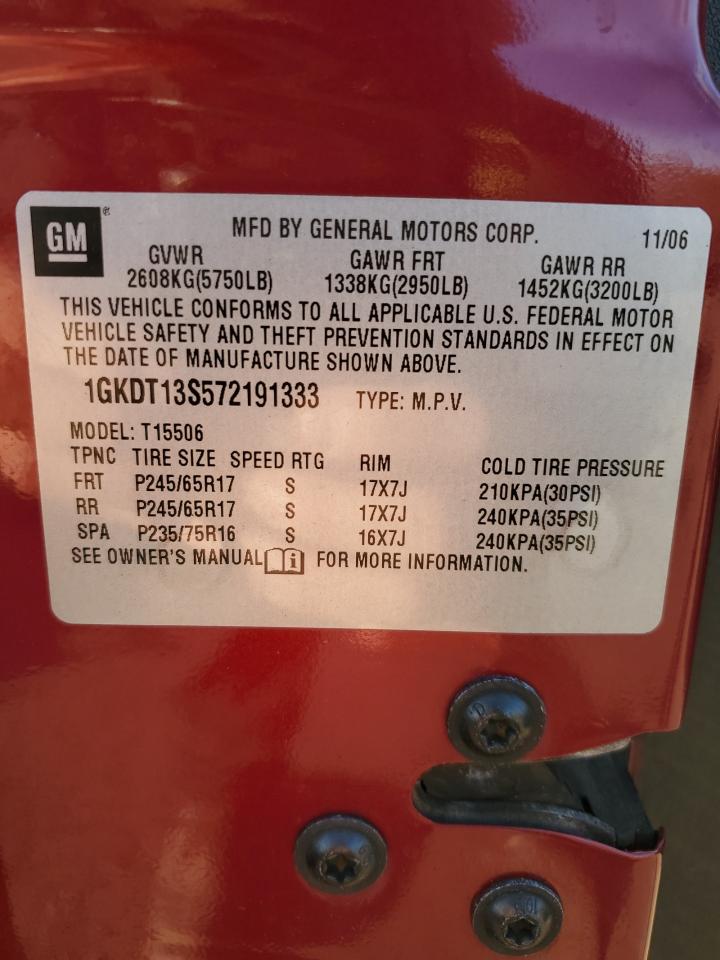 GM®
MFD BY GENERAL MOTORS CORP. 11/06
GVWR GAWR FRT GAWR RR
2608KG(5750LB) 1338KG(2950LB) 1452KG(3200LB)
THIS VEHICLE CONFORMS TO ALL APPLICABLE U.S. FEDERAL MOTOR
VEHICLE SAFETY AND THEFT PREVENTION STANDARDS IN EFFECT ON
THE DATE OF MANUFACTURE SHOWN ABOVE.
1GKDT13S572191333 TYPE: M.P.V.
MODEL: T15506
TPNC TIRE SIZE SPEED RTG RIM COLD TIRE PRESSURE
FRT P245/65R17 S 17X7J 210KPA(30PSI)
RR P245/65R17 S 17X7J 240KPA(35PSI)
SPA P235/75R16 S 16X7J 240KPA(35PSI)
SEE OWNER'S MANUAL FOR MORE INFORMATION.